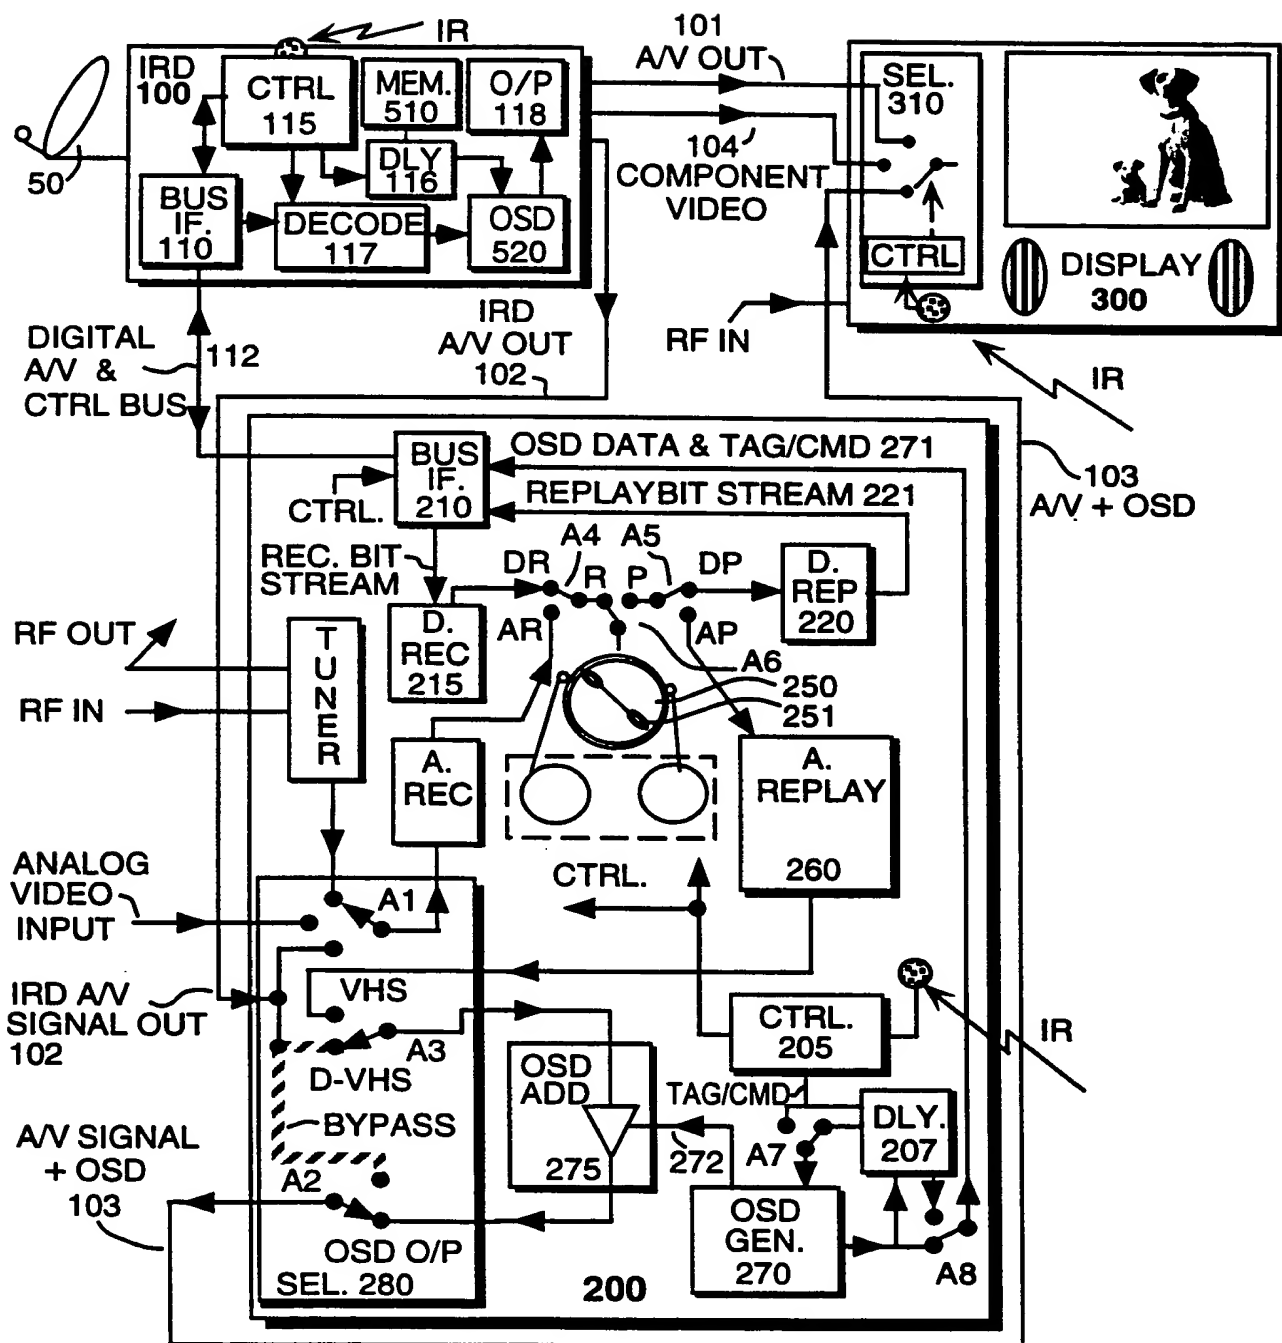 IR
101
A/V OUT
IRD
100
CTRL
115
MEM.
510
O/P
118
SEL.
310
DLY
116
104
COMPONENT
VIDEO
50
BUS
IF.
110
DECODE
117
OSD
520
CTRL
DISPLAY
300
IRD
A/V OUT
102
RF IN
IR
DIGITAL
A/V &
CTRL BUS
112
BUS
IF.
210
OSD DATA & TAG/CMD 271
CTRL.
REPLAYBIT STREAM 221
103
A/V + OSD
REC. BIT
STREAM
DR
A4
A5
R
P
DP
D.
REP
220
RF OUT
TUNER
D.
REC
215
AR
AP
A6
RF IN
250
251
A.
REC
A.
REPLAY
260
ANALOG
VIDEO
INPUT
CTRL.
A1
IRD A/V
SIGNAL OUT
102
VHS
A3
D-VHS
BYPASS
CTRL.
205
IR
OSD
ADD
275
TAG/CMD
DLY.
207
A/V SIGNAL
+ OSD
103
A2
272
A7
OSD
GEN.
270
OSD O/P
SEL. 280
200
A8